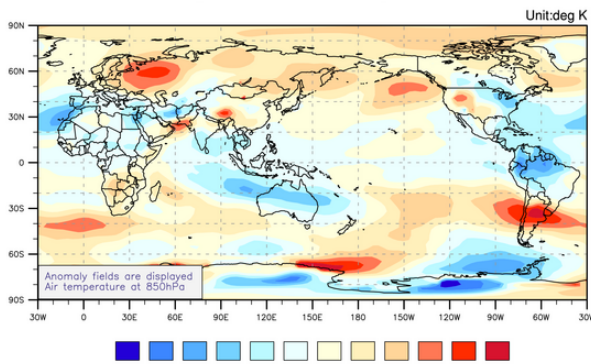 Unit:deg K
90N
60N
30N
0
30S
60S
90S
Anomaly fields are displayed
Air temperature at 850hPa
30W 0 30E 60E 90E 120E 150E 180 150W 120W 90W 60W 30W